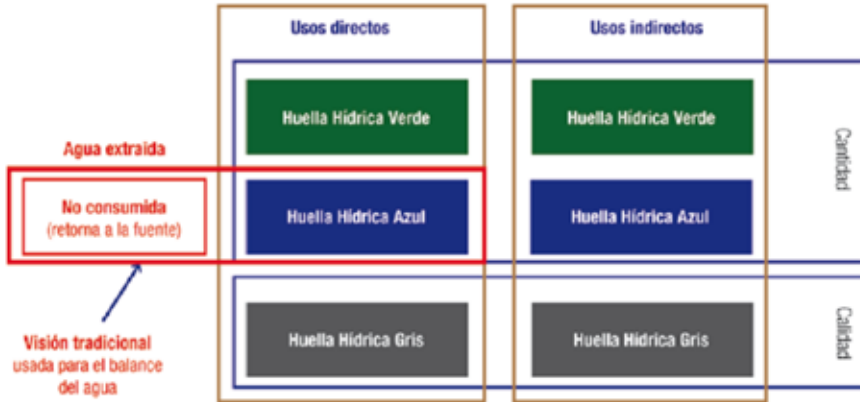 Usos directos
Usos indirectos
Huella Hídrica Verde
Huella Hídrica Verde
Cantidad
Agua extraida
No consumida
(retorna a la fuente)
Huella Hídrica Azul
Huella Hídrica Azul
Visión tradicional
usada para el balance
del agua
Huella Hídrica Gris
Huella Hídrica Gris
Calidad